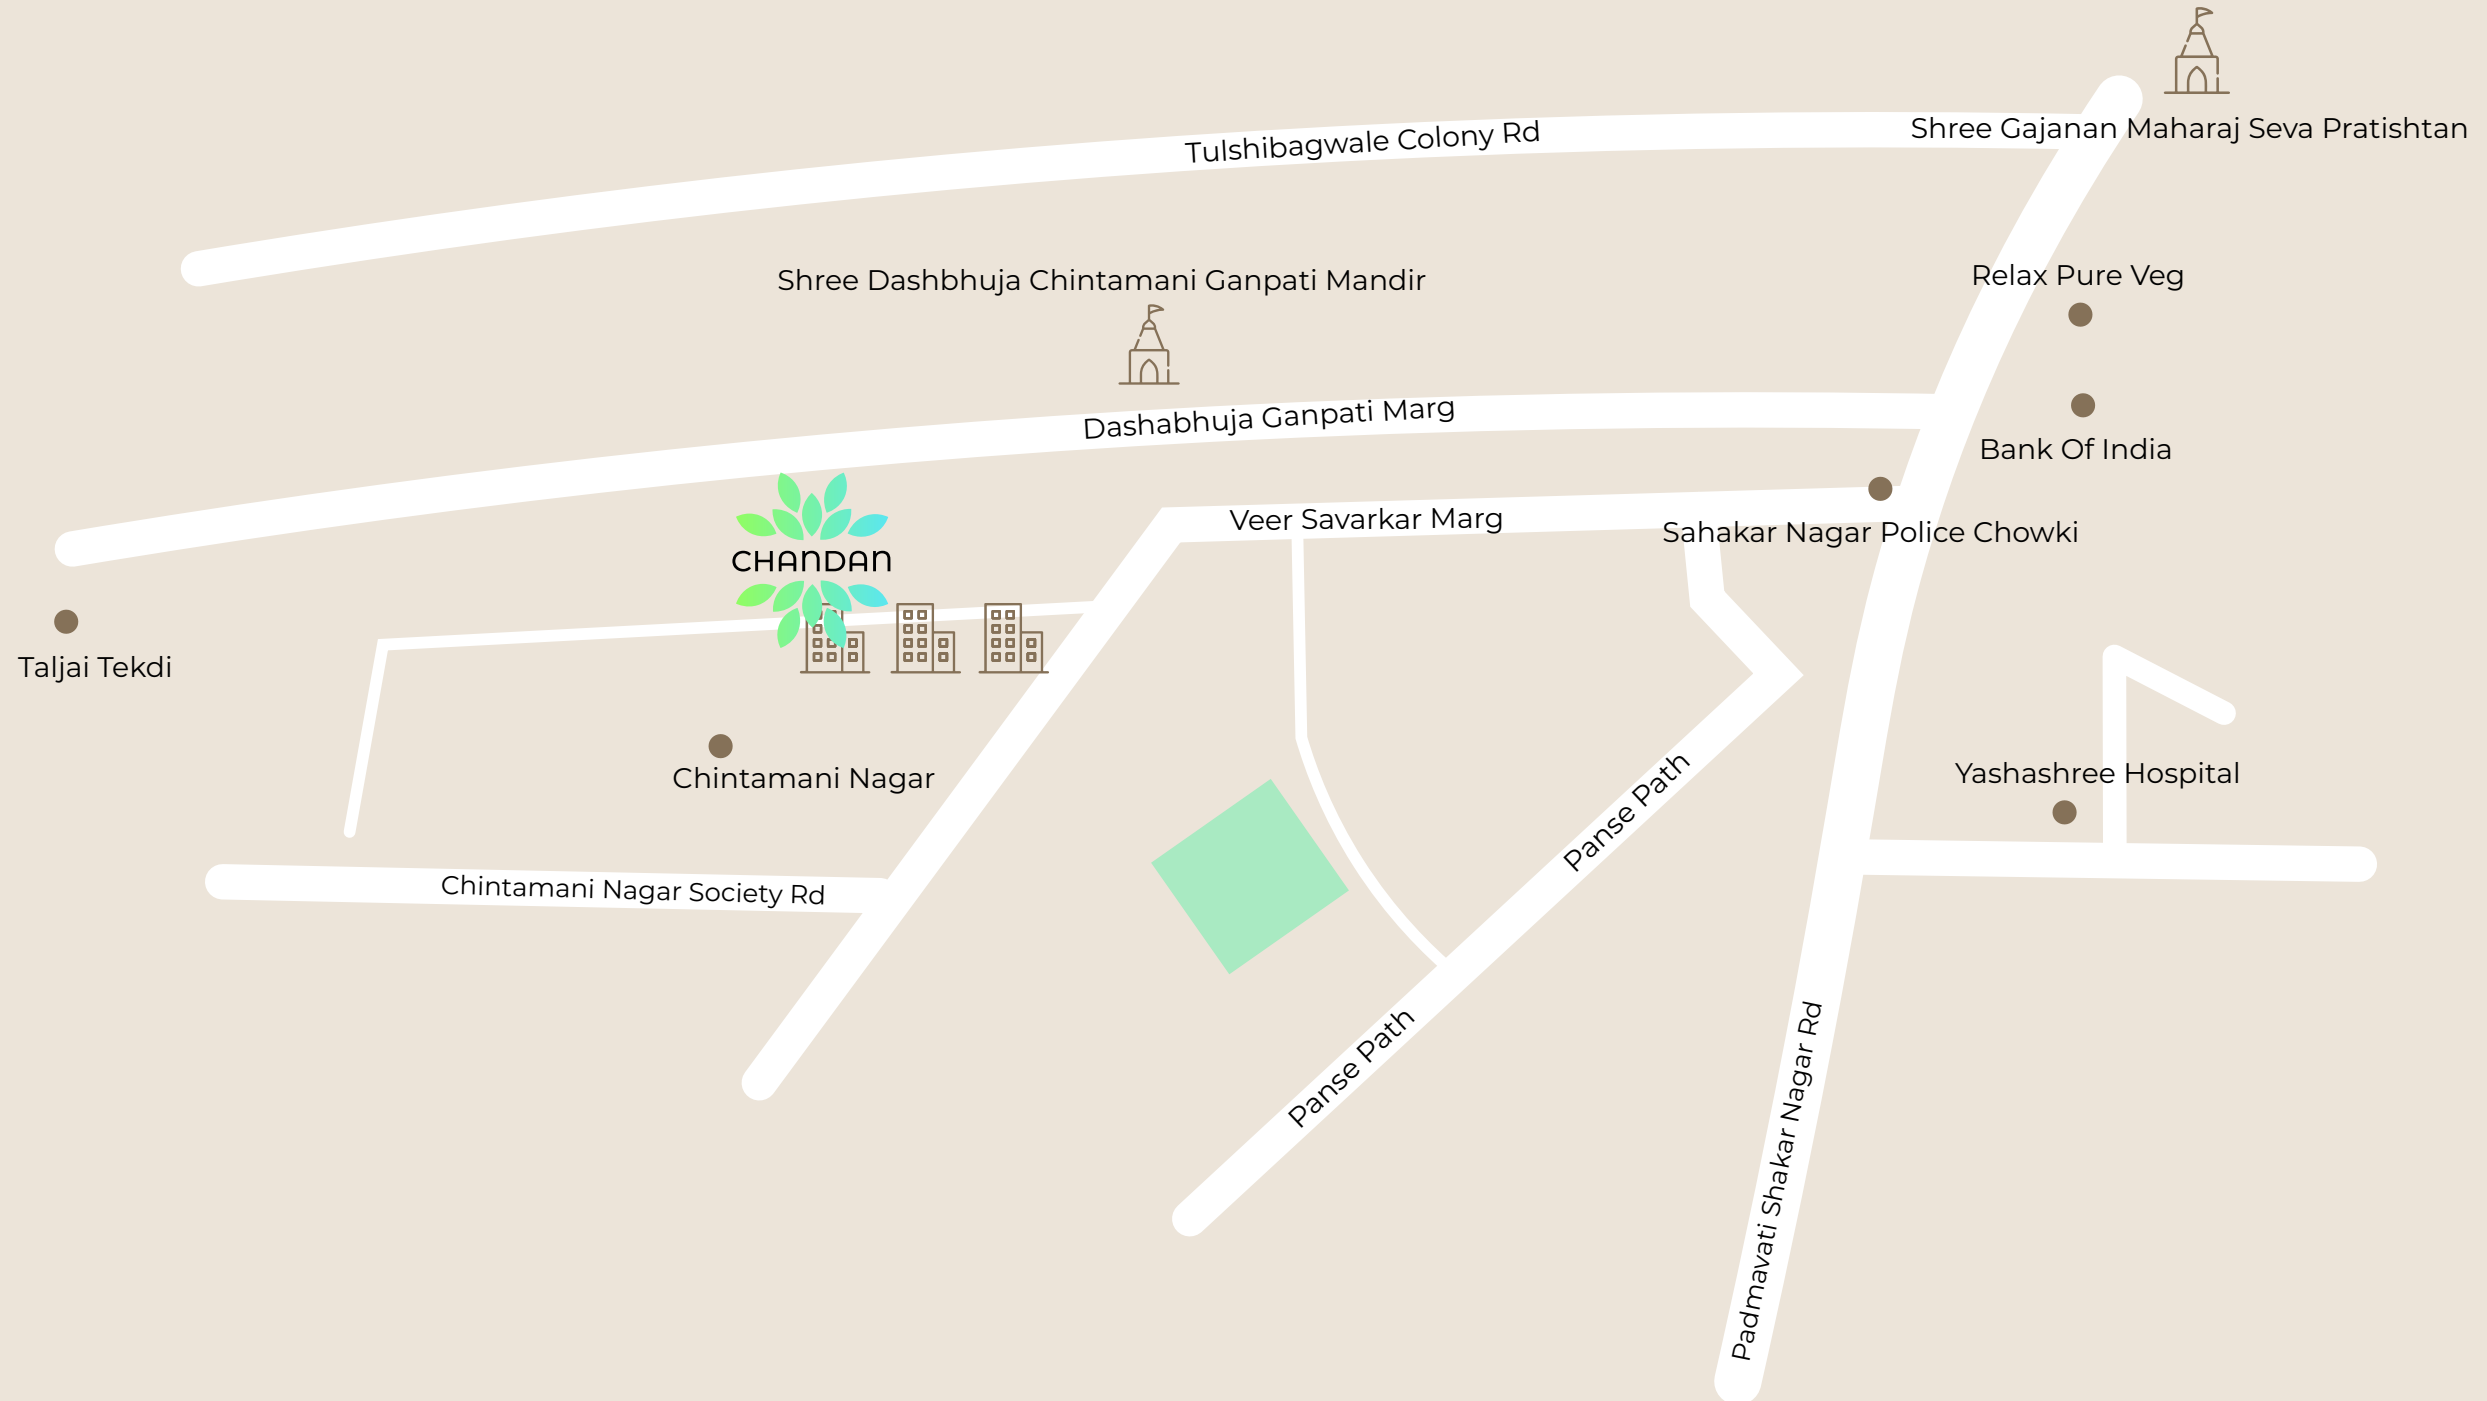 Shree Gajanan Maharaj Seva Pratishtan
Tulshibagwale Colony Rd
Relax Pure Veg
Shree Dashbhuja Chintamani Ganpati Mandir
Dashabhuja Ganpati Marg
Bank Of India
Veer Savarkar Marg
Sahakar Nagar Police Chowki
CHANDAN
Taljai Tekdi
Chintamani Nagar
Yashashree Hospital
Panse Path
Chintamani Nagar Society Rd
Panse Path
Padmavati Shakar Nagar Rd